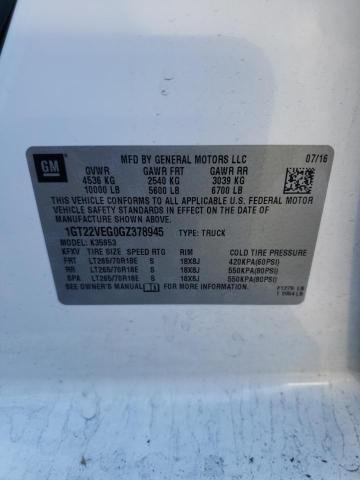 GM
MFD BY GENERAL MOTORS LLC 07/16
GVWR GAWR FRT GAWR RR
4536 KG 2540 KG 3039 KG
10000 LB 5600 LB 6700 LB
THIS VEHICLE CONFORMS TO ALL APPLICABLE U.S. FEDERAL MOTOR
VEHICLE SAFETY AND THEFT PREVENTION STANDARDS IN EFFECT ON
THE DATE OF MANUFACTURE SHOWN ABOVE.
1GT22VEG0GZ378945 TYPE: TRUCK
MODEL: K35953
KFXV TIRE SIZE SPEED RTG RIM COLD TIRE PRESSURE
FRT LT265/70R18E S 18X8J 420KPA(60PSI)
RR LT265/70R18E S 18X8J 550KPA(80PSI)
SPA LT265/70R18E S 18X8J 550KPA(80PSI)
SEE OWNER'S MANUAL FOR MORE INFORMATION